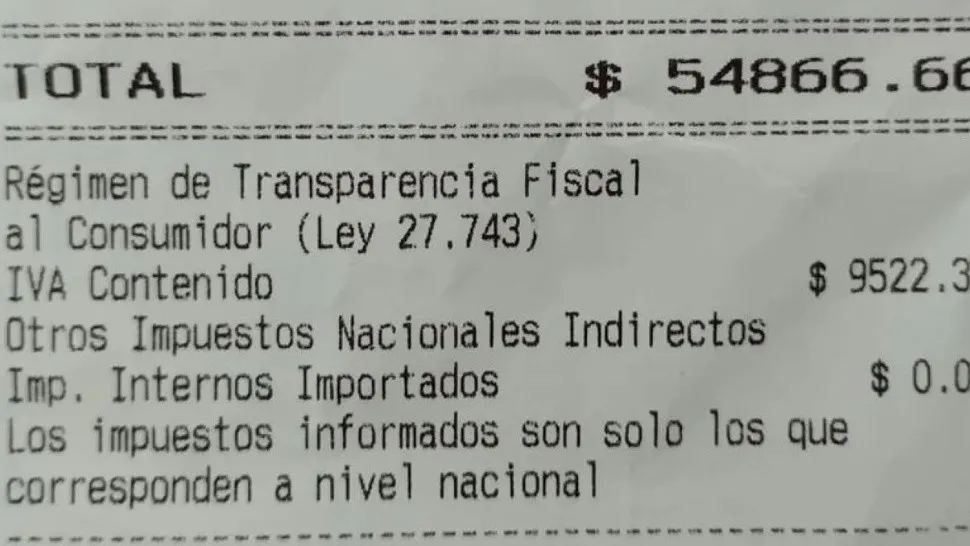 TOTAL $ 54866.66
Régimen de Transparencia Fiscal
al Consumidor (Ley 27.743)
IVA Contenido $ 9522.3
Otros Impuestos Nacionales Indirectos
Imp. Internos Importados $ 0.0
Los impuestos informados son solo los que
corresponden a nivel nacional